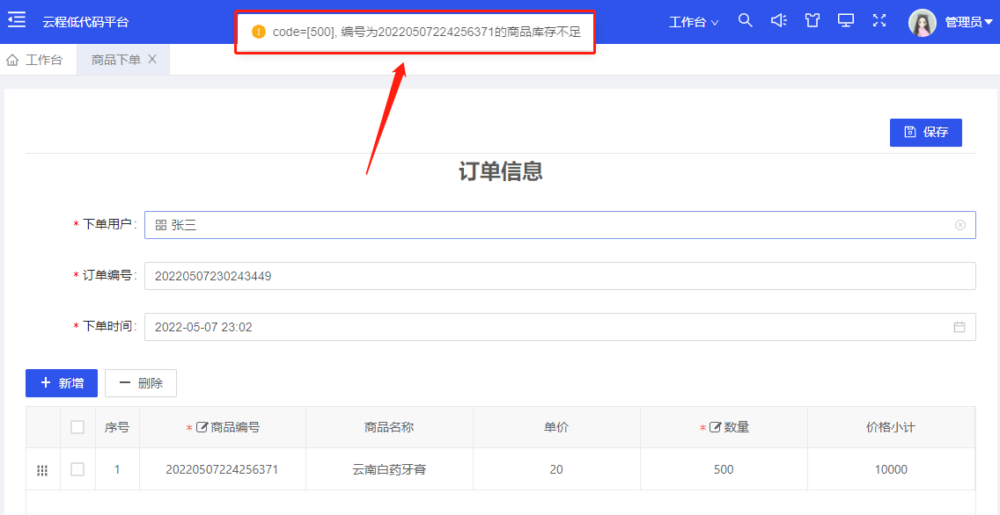 云程低代码平台
code=[500], 编号为20220507224256371的商品库存不足
工作台
管理员
工作台
商品下单
保存
订单信息
* 下单用户:
张三
* 订单编号:
20220507230243449
* 下单时间:
2022-05-07 23:02
新增
删除
序号
* 商品编号
商品名称
单价
* 数量
价格小计
1
20220507224256371
云南白药牙膏
20
500
10000